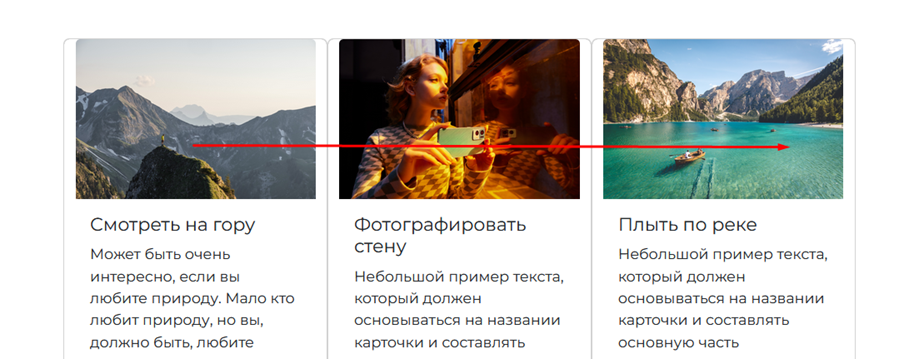 Смотреть на гору
Может быть очень
интересно, если вы
любите природу. Мало кто
любит природу, но вы,
должно быть, любите
Фотографировать
стену
Небольшой пример текста,
который должен
основываться на названии
карточки и составлять
Плыть по реке
Небольшой пример текста,
который должен
основываться на названии
карточки и составлять
основную часть